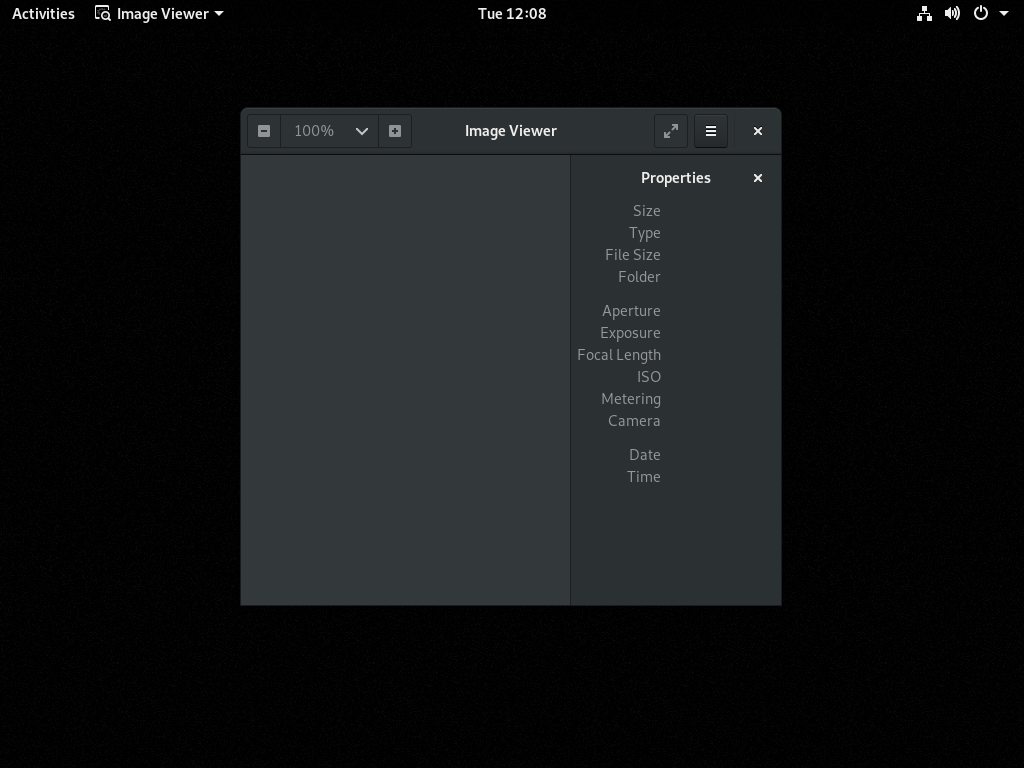 Activities Image Viewer Tue 12:08
100% Image Viewer
Properties
Size
Type
File Size
Folder
Aperture
Exposure
Focal Length
ISO
Metering
Camera
Date
Time